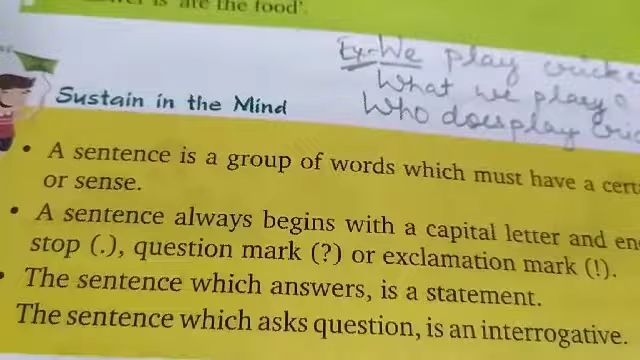 is 'ate the food'.
Ex- We play cricke
What we play?
Who does play cric
Sustain in the Mind
• A sentence is a group of words which must have a cert
or sense.
• A sentence always begins with a capital letter and en
stop (.), question mark (?) or exclamation mark (!).
• The sentence which answers, is a statement.
The sentence which asks question, is an interrogative.